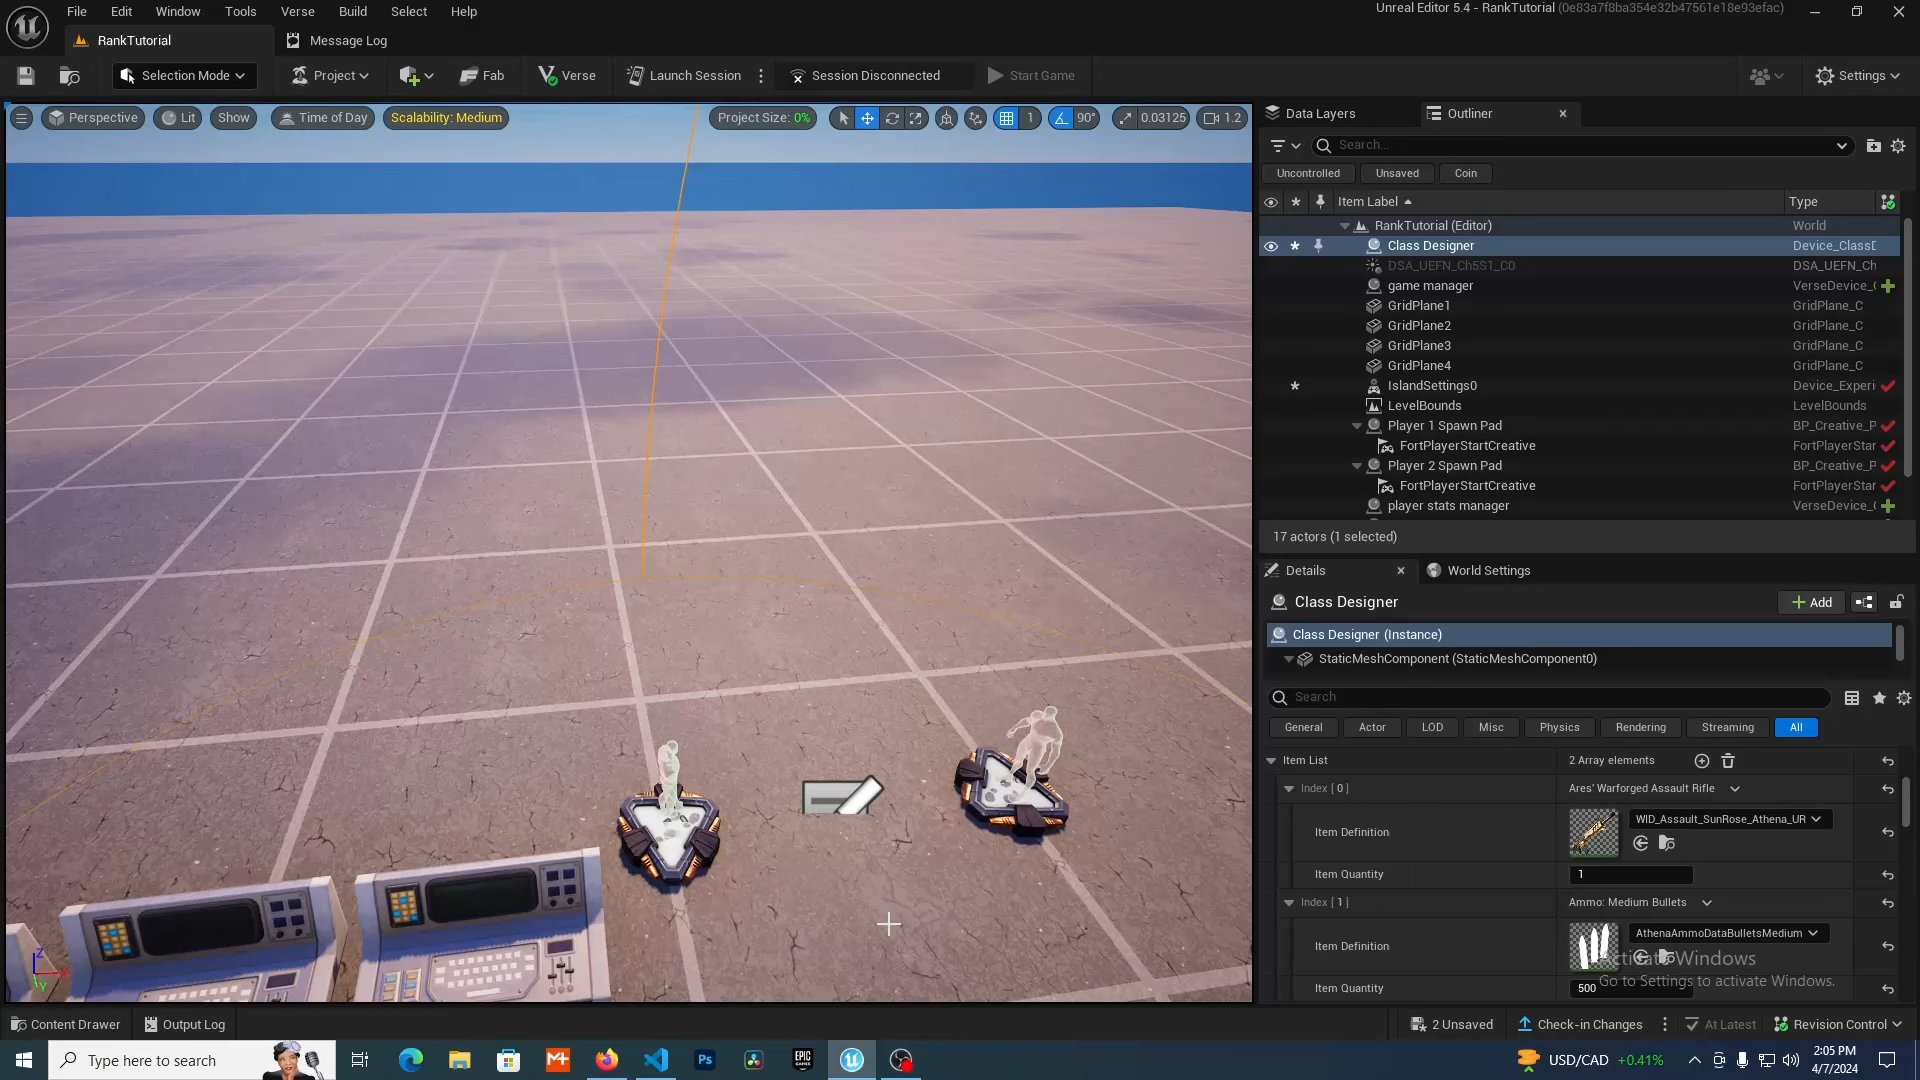 File Edit Window Tools Verse Build Select Help
Unreal Editor 5.4 - RankTutorial (0e83a7f8ba354e32b47561e18e93efac)
RankTutorial
Message Log
Selection Mode
Project
Fab
Verse
Launch Session
Session Disconnected
Start Game
Settings
Perspective
Lit
Show
Time of Day
Scalability: Medium
Project Size: 0%
1
90°
0.03125
1.2
Data Layers
Outliner
Search...
Uncontrolled
Unsaved
Coin
Item Label
Type
RankTutorial (Editor)
World
Class Designer
Device_ClassD
DSA_UEFN_Ch5S1_C0
DSA_UEFN_Ch
game manager
VerseDevice_
GridPlane1
GridPlane_C
GridPlane2
GridPlane_C
GridPlane3
GridPlane_C
GridPlane4
GridPlane_C
IslandSettings0
Device_Experi
LevelBounds
LevelBounds
Player 1 Spawn Pad
BP_Creative_P
FortPlayerStartCreative
FortPlayerStar
Player 2 Spawn Pad
BP_Creative_P
FortPlayerStartCreative
FortPlayerStar
player stats manager
VerseDevice_
17 actors (1 selected)
Details
World Settings
Class Designer
Add
Class Designer (Instance)
StaticMeshComponent (StaticMeshComponent0)
Search
General
Actor
LOD
Misc
Physics
Rendering
Streaming
All
Item List
2 Array elements
Index [ 0 ]
Ares' Warforged Assault Rifle
Item Definition
WID_Assault_SunRose_Athena_UR
Item Quantity
1
Index [ 1 ]
Ammo: Medium Bullets
Item Definition
AthenaAmmoDataBulletsMedium
Activate Windows
Go to Settings to activate Windows.
Item Quantity
500
Z
X
Y
Content Drawer
Output Log
2 Unsaved
Check-in Changes
At Latest
Revision Control
Type here to search
M+
Ps
EPIC
GAMES
USD/CAD +0.41%
2:05 PM
4/7/2024